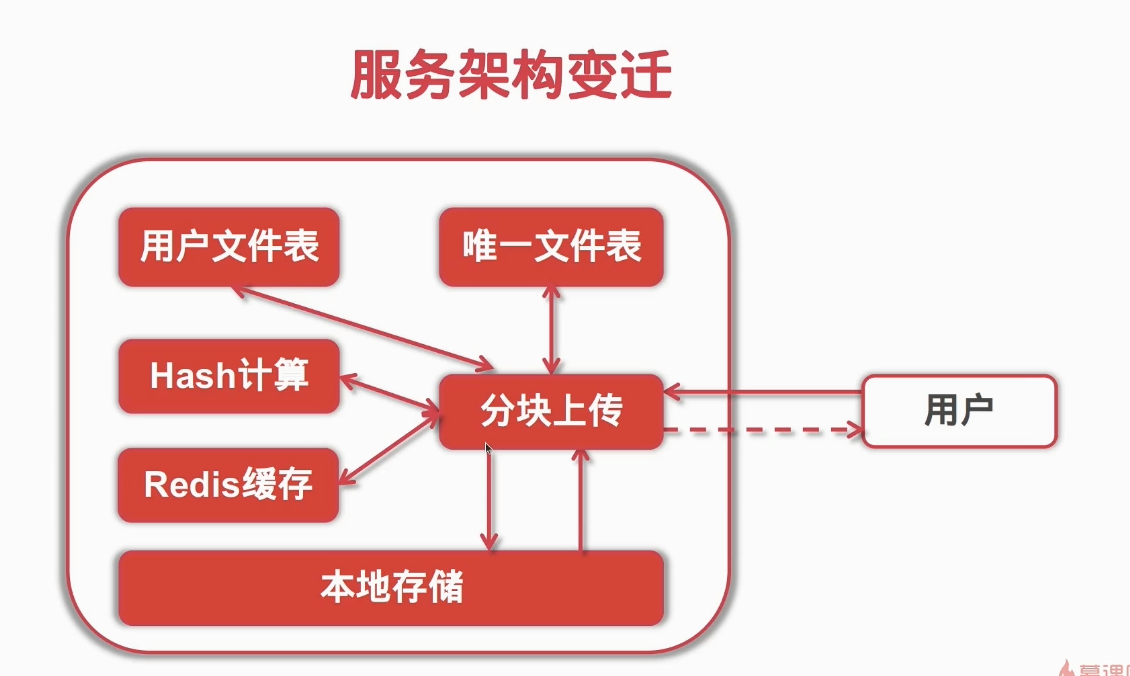 服务架构变迁
用户文件表
唯一文件表
Hash计算
分块上传
用户
Redis缓存
本地存储
慕课